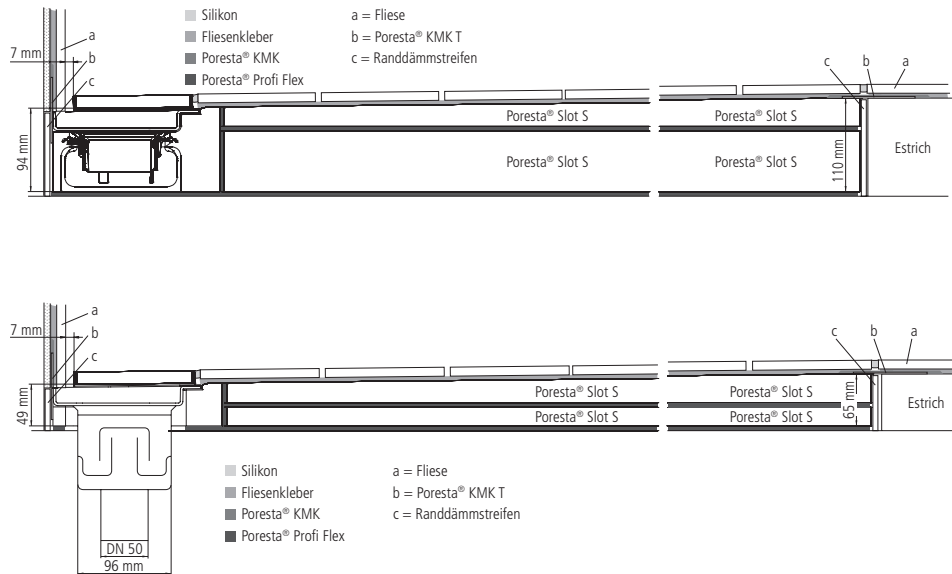 Silikon
a = Fliese
Fliesenkleber
b = Poresta® KMK T
Poresta® KMK
c = Randdämmstreifen
Poresta® Profi Flex
a
7 mm
b
c
94 mm
Poresta® Slot S
Poresta® Slot S
Poresta® Slot S
Poresta® Slot S
110 mm
c
b
a
Estrich
a
7 mm
b
c
49 mm
Poresta® Slot S
Poresta® Slot S
Poresta® Slot S
Poresta® Slot S
65 mm
c
b
a
Estrich
Silikon
a = Fliese
Fliesenkleber
b = Poresta® KMK T
Poresta® KMK
c = Randdämmstreifen
Poresta® Profi Flex
DN 50
96 mm